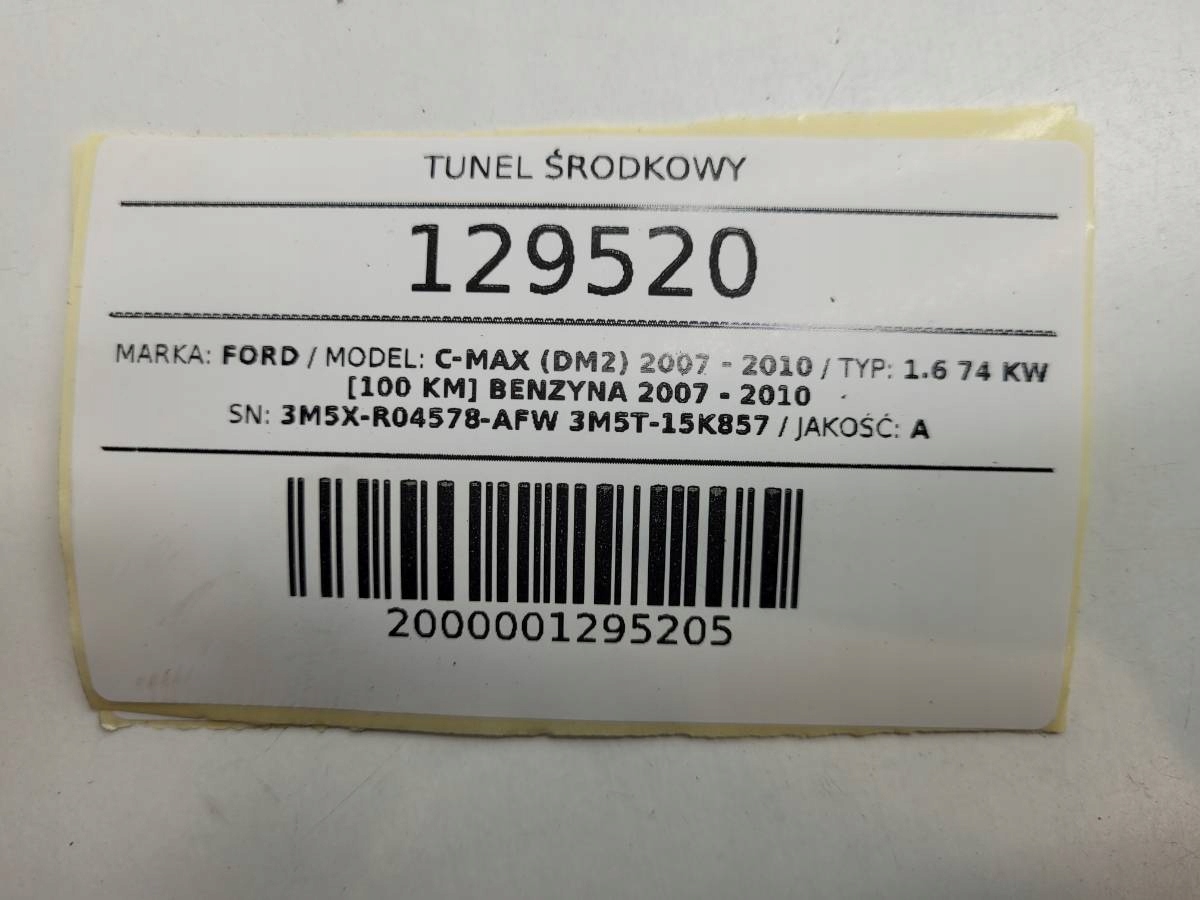 TUNEL ŚRODKOWY
129520
MARKA: FORD / MODEL: C-MAX (DM2) 2007 - 2010 / TYP: 1.6 74 KW
[100 KM] BENZYNA 2007 - 2010
SN: 3M5X-R04578-AFW 3M5T-15K857 / JAKOŚĆ: A
2000001295205